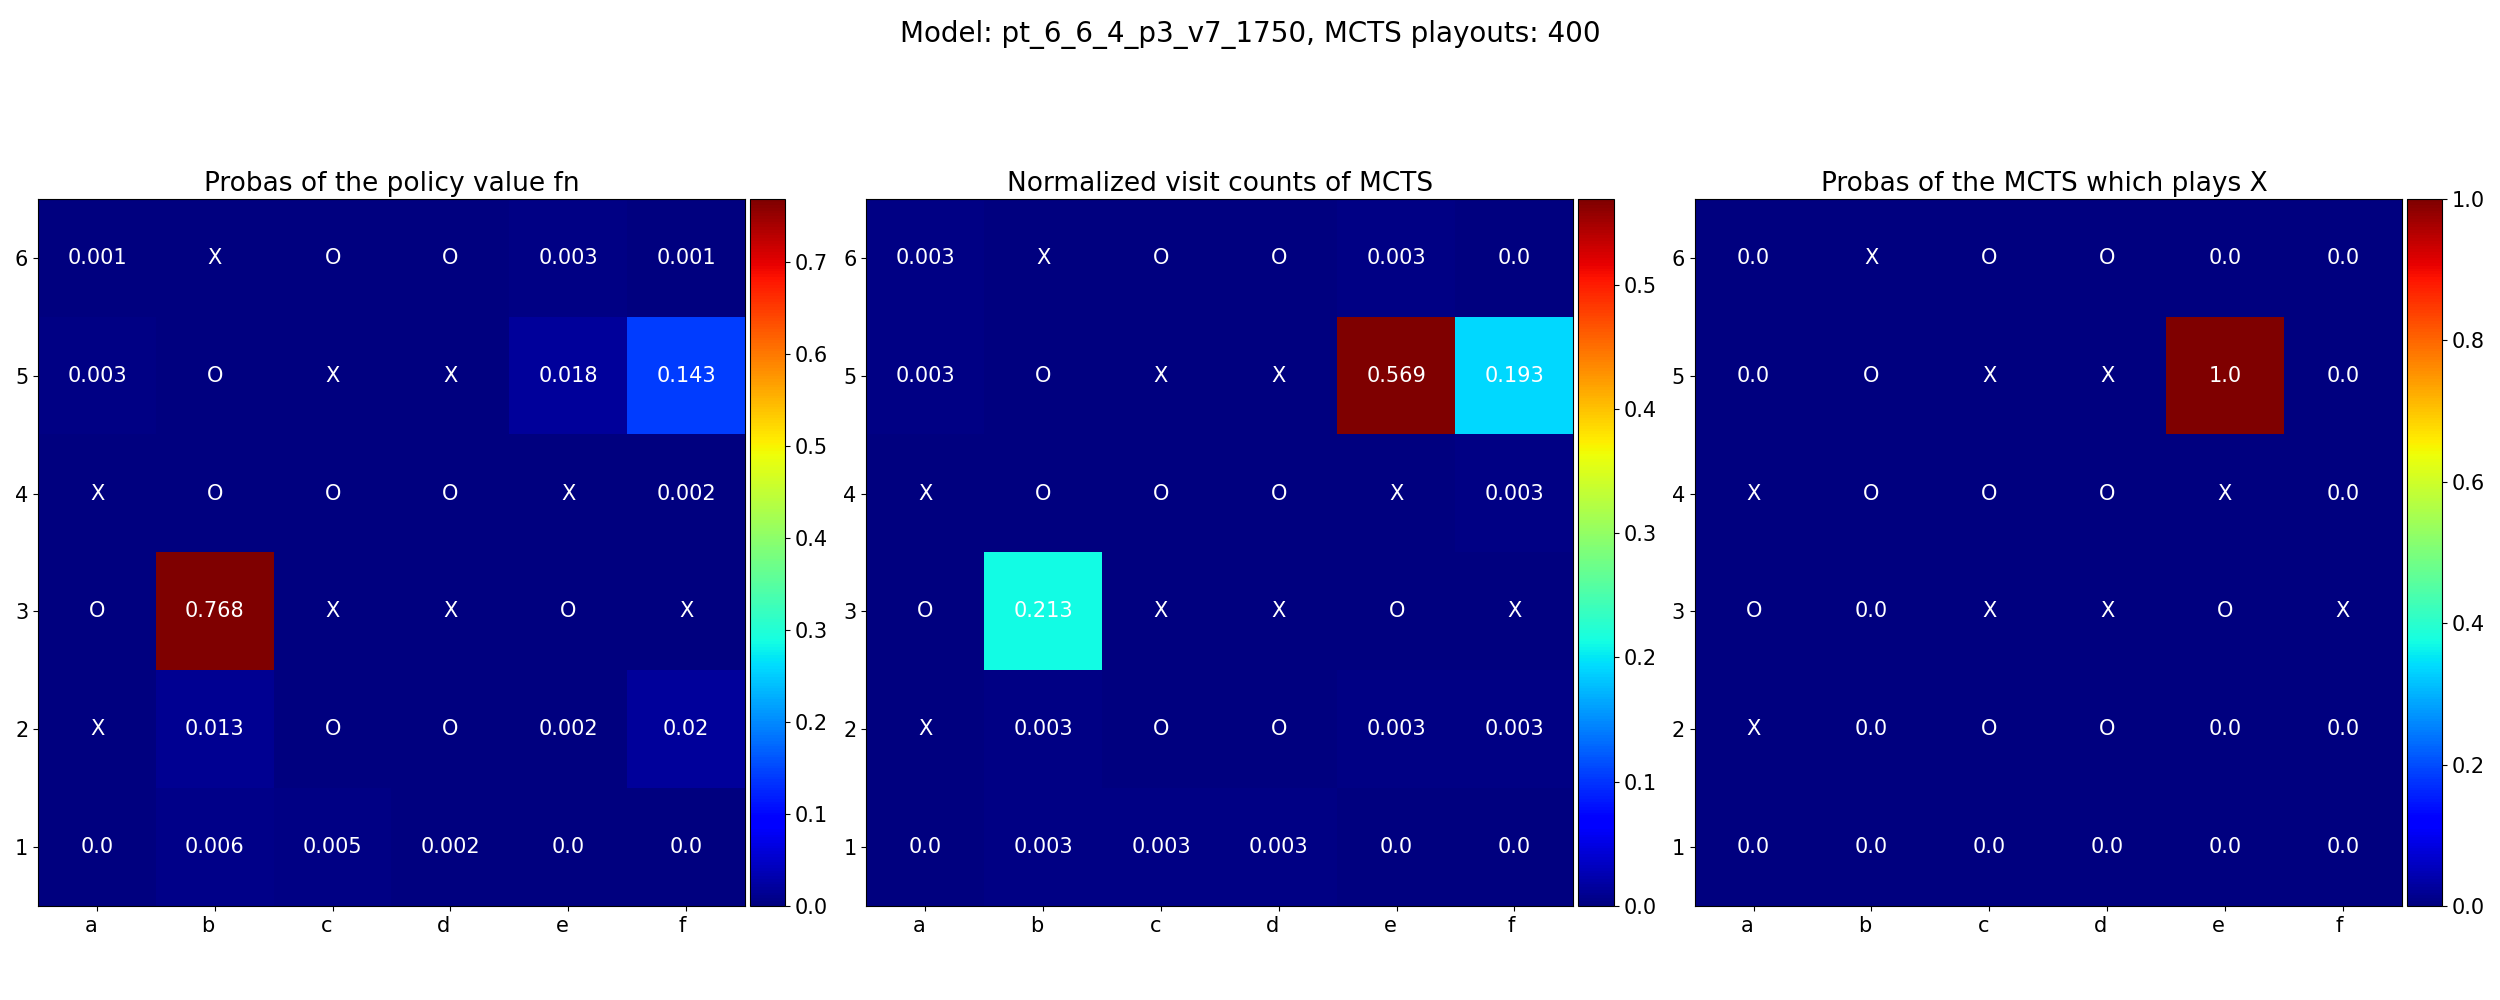 Model: pt_6_6_4_p3_v7_1750, MCTS playouts: 400
Probas of the policy value fn
6 0.001 X O O 0.003 0.001
5 0.003 O X X 0.018 0.143
4 X O O O X 0.002
3 O 0.768 X X O X
2 X 0.013 O O 0.002 0.02
1 0.0 0.006 0.005 0.002 0.0 0.0
a b c d e f
0.7
0.6
0.5
0.4
0.3
0.2
0.1
0.0
Normalized visit counts of MCTS
6 0.003 X O O 0.003 0.0
5 0.003 O X X 0.569 0.193
4 X O O O X 0.003
3 O 0.213 X X O X
2 X 0.003 O O 0.003 0.003
1 0.0 0.003 0.003 0.003 0.0 0.0
a b c d e f
0.5
0.4
0.3
0.2
0.1
0.0
Probas of the MCTS which plays X
6 0.0 X O O 0.0 0.0
5 0.0 O X X 1.0 0.0
4 X O O O X 0.0
3 O 0.0 X X O X
2 X 0.0 O O 0.0 0.0
1 0.0 0.0 0.0 0.0 0.0 0.0
a b c d e f
1.0
0.8
0.6
0.4
0.2
0.0